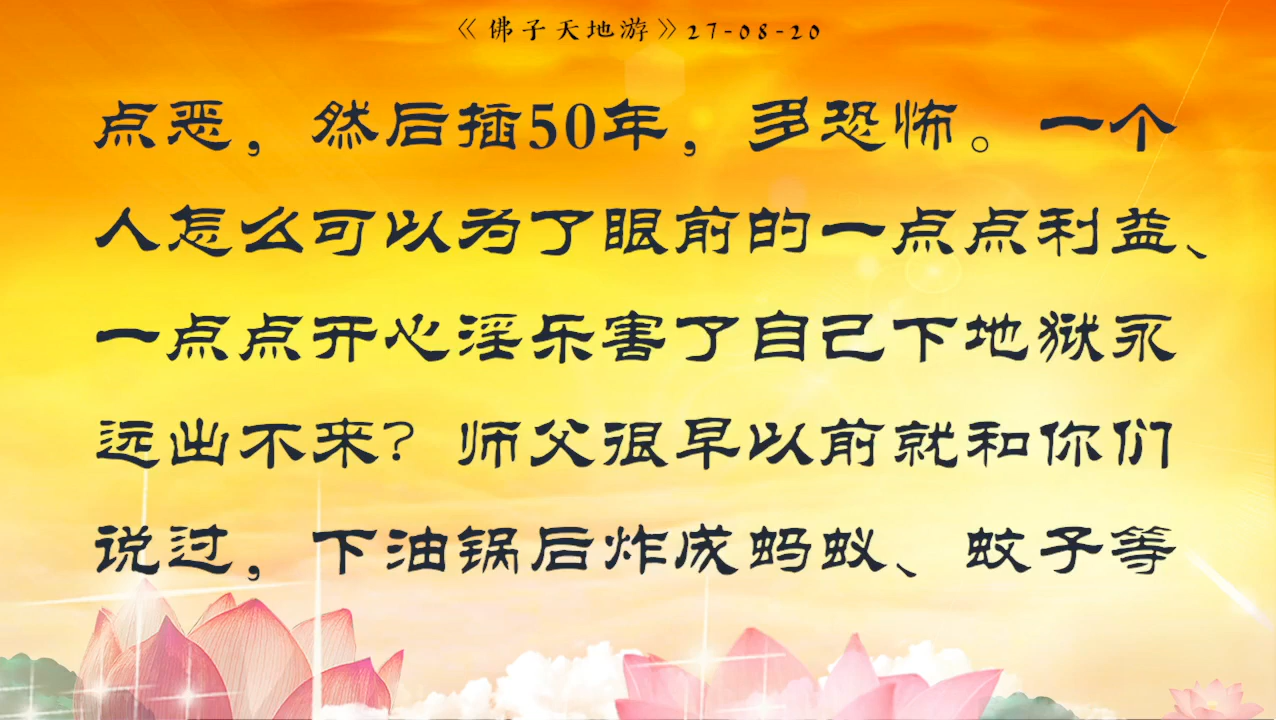 《佛子天地游》27-08-20
点恶，然后插50年，多恐怖。一个
人怎么可以为了眼前的一点点利益、
一点点开心淫乐害了自己下地狱永
远出不来？师父很早以前就和你们
说过，下油锅后炸成蚂蚁、蚊子等